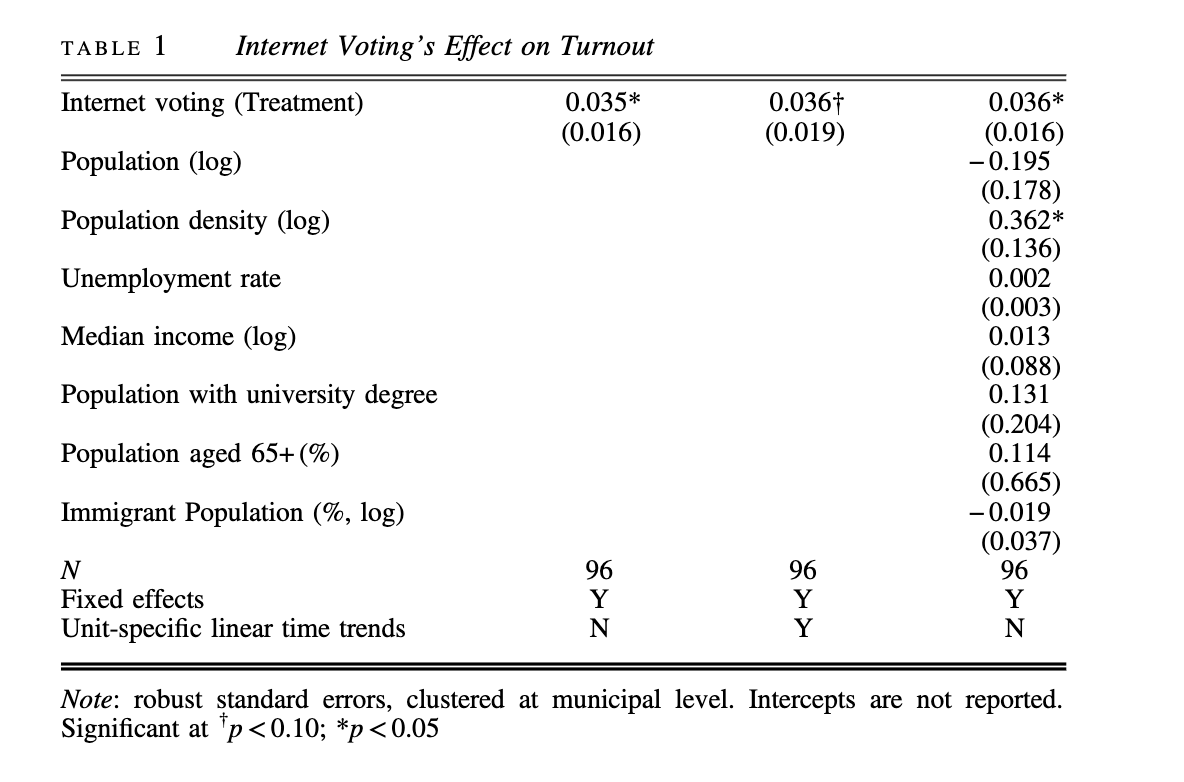 TABLE 1 Internet Voting's Effect on Turnout
Internet voting (Treatment) 0.035* 0.036† 0.036*
(0.016) (0.019) (0.016)
Population (log) −0.195
(0.178)
Population density (log) 0.362*
(0.136)
Unemployment rate 0.002
(0.003)
Median income (log) 0.013
(0.088)
Population with university degree 0.131
(0.204)
Population aged 65+ (%) 0.114
(0.665)
Immigrant Population (%, log) −0.019
(0.037)
N 96 96 96
Fixed effects Y Y Y
Unit-specific linear time trends N Y N
Note: robust standard errors, clustered at municipal level. Intercepts are not reported.
Significant at †p < 0.10; *p < 0.05